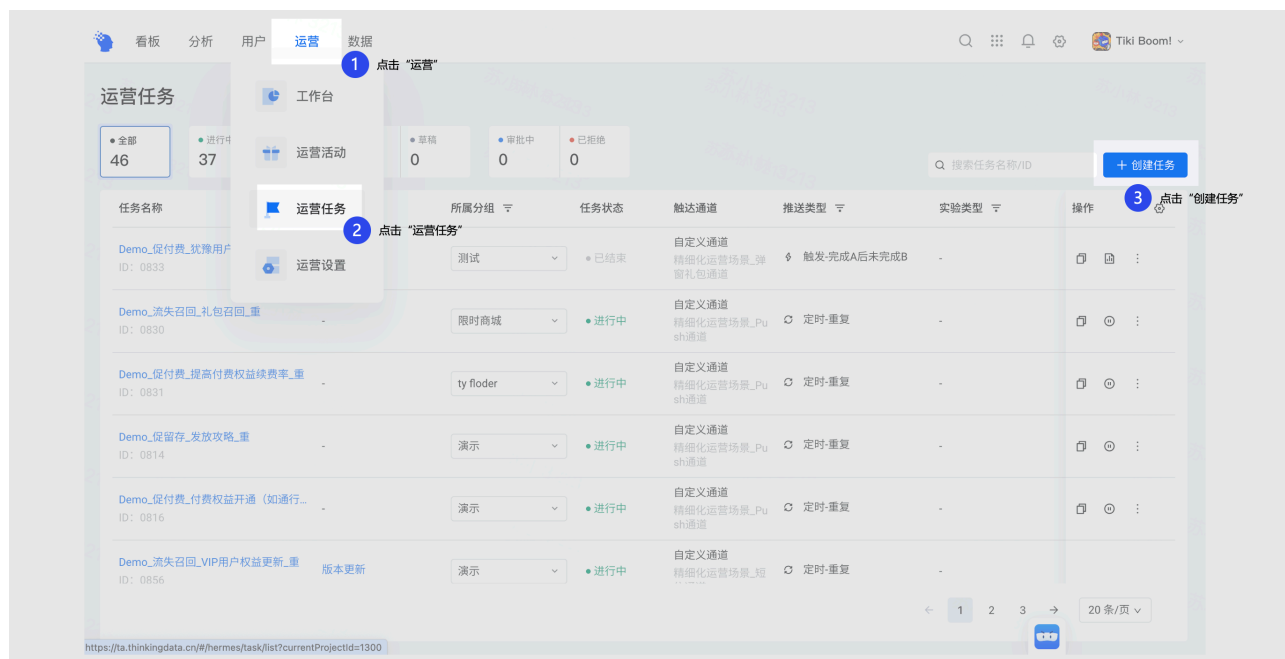 看板 分析 用户 运营 数据 Tiki Boom!
1 点击“运营”
运营任务
工作台
运营活动
运营任务
2 点击“运营任务”
运营设置
全部 进行中 草稿 审批中 已拒绝
46 37 0 0 0
搜索任务名称/ID
+ 创建任务
3 点击“创建任务”
任务名称 所属分组 任务状态 触达通道 推送类型 实验类型 操作
Demo_促付费_犹豫用户
ID: 0833
测试 已结束
自定义通道
精细化运营场景_弹
窗礼包通道
触发-完成A后未完成B -
Demo_流失召回_礼包召回_重
ID: 0830
- 限时商城 进行中
自定义通道
精细化运营场景_Pu
sh通道
定时-重复 -
Demo_促付费_提高付费权益续费率_重
ID: 0831
- ty floder 进行中
自定义通道
精细化运营场景_Pu
sh通道
定时-重复 -
Demo_促留存_发放攻略_重
ID: 0814
- 演示 进行中
自定义通道
精细化运营场景_Pu
sh通道
定时-重复 -
Demo_促付费_付费权益开通（如通行...
ID: 0816
- 演示 进行中
自定义通道
精细化运营场景_Pu
sh通道
定时-重复 -
Demo_流失召回_VIP用户权益更新_重
ID: 0856
版本更新 演示 进行中
自定义通道
精细化运营场景_短
定时-重复 -
← 1 2 3 → 20 条/页
https://ta.thinkingdata.cn/#/hermes/task/list?currentProjectId=1300